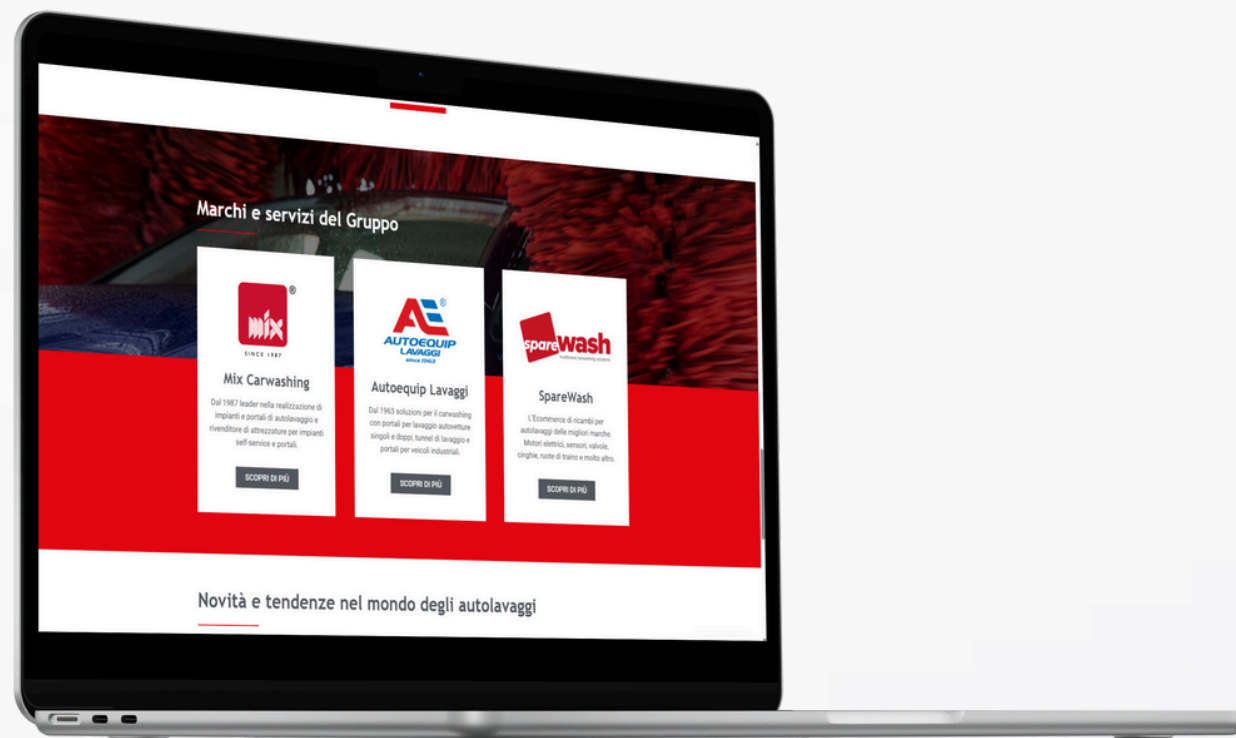 Marchi e servizi del Gruppo
mix
®
SINCE 1987
Mix Carwashing
Dal 1987 leader nella realizzazione di
impianti e portali di autolavaggio e
rivenditore di attrezzature per impianti
self-service e portali.
SCOPRI DI PIÙ
AE®
AUTOEQUIP
LAVAGGI
since 1963
Autoequip Lavaggi
Dal 1963 soluzioni per il carwashing
con portali per lavaggio autovetture
singoli e doppi, tunnel di lavaggio e
portali per veicoli industriali.
SCOPRI DI PIÙ
sparewash
multibrand carwashing solutions
SpareWash
L'Ecommerce di ricambi per
autolavaggi delle migliori marche.
Motori elettrici, sensori, valvole,
cinghie, ruote di traino e molto altro.
SCOPRI DI PIÙ
Novità e tendenze nel mondo degli autolavaggi